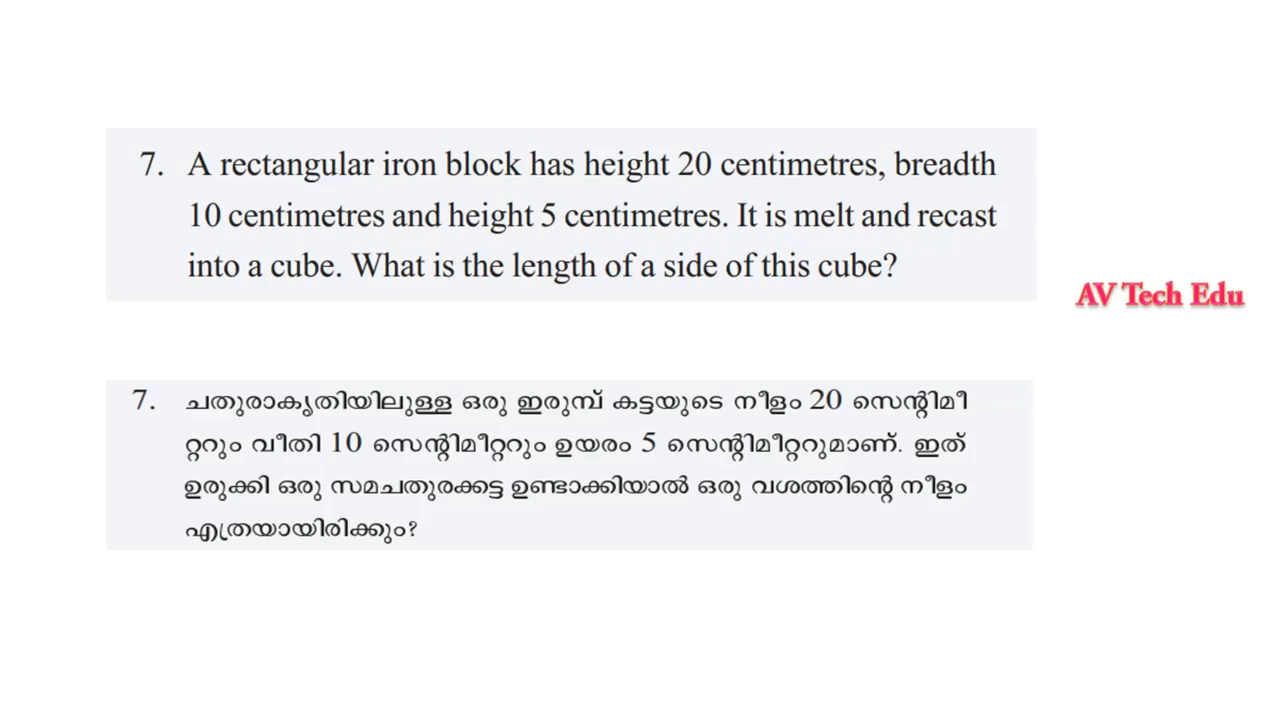 7. A rectangular iron block has height 20 centimetres, breadth
10 centimetres and height 5 centimetres. It is melt and recast
into a cube. What is the length of a side of this cube?
AV Tech Edu
7. ചതുരാകൃതിയിലുള്ള ഒരു ഇരുമ്പ് കട്ടയുടെ നീളം 20 സെന്റിമീ
റ്ററും വീതി 10 സെന്റിമീറ്ററും ഉയരം 5 സെന്റിമീറ്ററുമാണ്. ഇത്
ഉരുക്കി ഒരു സമചതുരക്കട്ട ഉണ്ടാക്കിയാൽ ഒരു വശത്തിന്റെ നീളം
എത്രയായിരിക്കും?